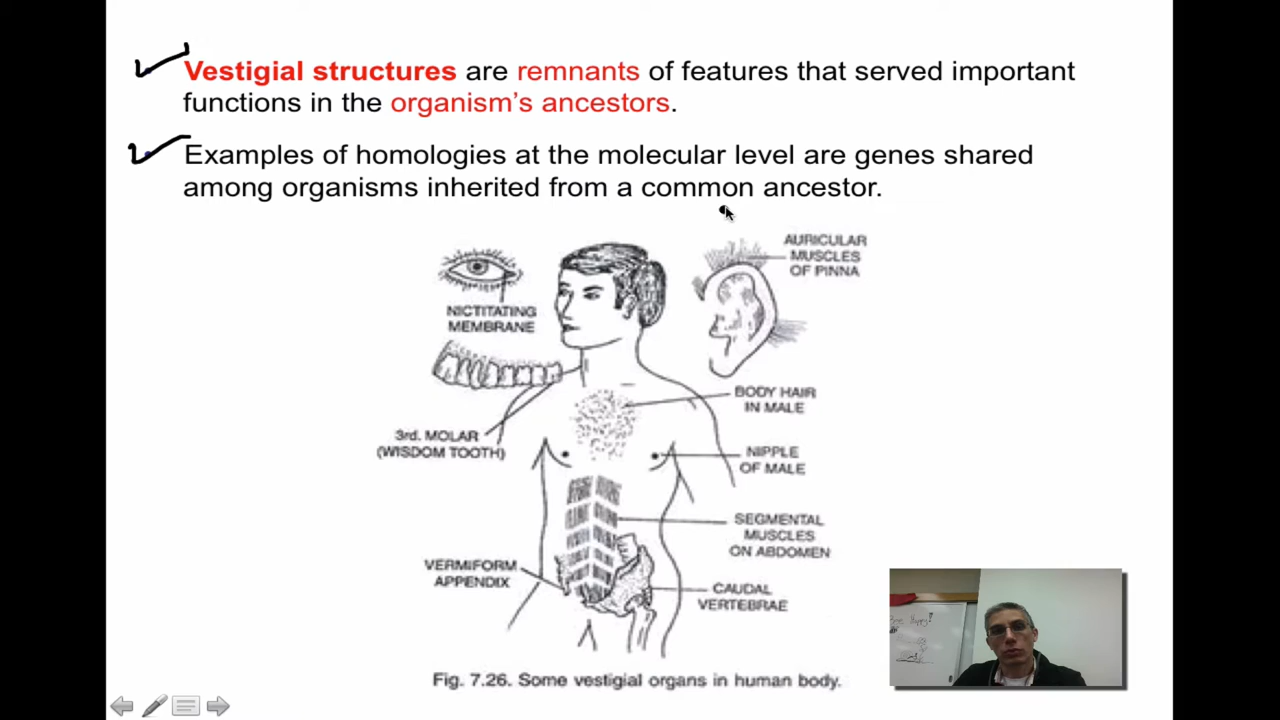 Vestigial structures are remnants of features that served important
functions in the organism's ancestors.
Examples of homologies at the molecular level are genes shared
among organisms inherited from a common ancestor.
NICTITATING
MEMBRANE
AURICULAR
MUSCLES
OF PINNA
3rd. MOLAR
(WISDOM TOOTH)
BODY HAIR
IN MALE
NIPPLE
OF MALE
SEGMENTAL
MUSCLES
ON ABDOMEN
VERMIFORM
APPENDIX
CAUDAL
VERTEBRAE
Fig. 7.26. Some vestigial organs in human body.
Happy!